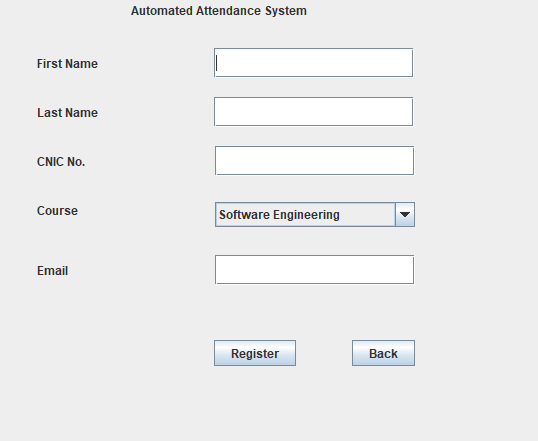 Automated Attendance System
First Name
Last Name
CNIC No.
Course
Software Engineering
Email
Register
Back